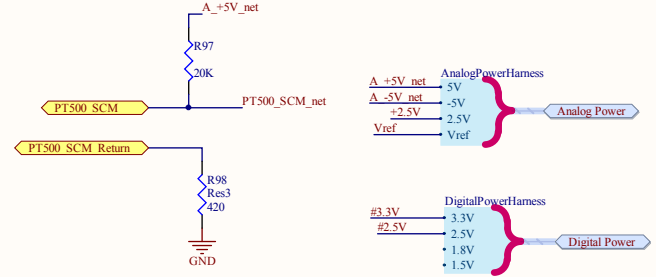 A_+5V_net
R97
20K
PT500_SCM
PT500_SCM_net
PT500_SCM_Return
R98
Res3
420
GND
AnalogPowerHarness
A_+5V_net
5V
A_-5V_net
-5V
+2.5V
2.5V
Vref
Vref
Analog Power
DigitalPowerHarness
#3.3V
3.3V
#2.5V
2.5V
1.8V
1.5V
Digital Power